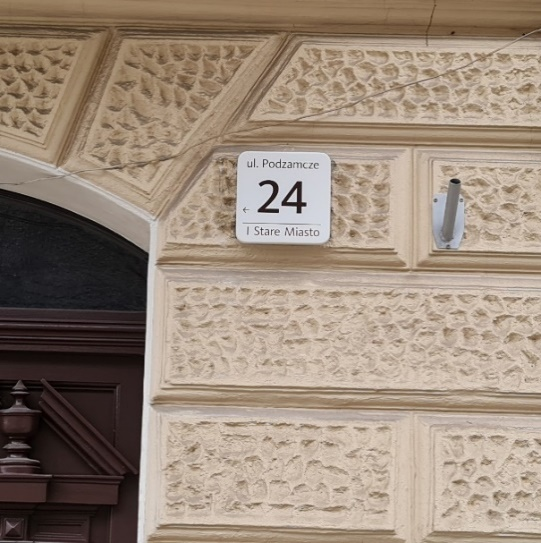 ul. Podzamcze
24
←
I Stare Miasto